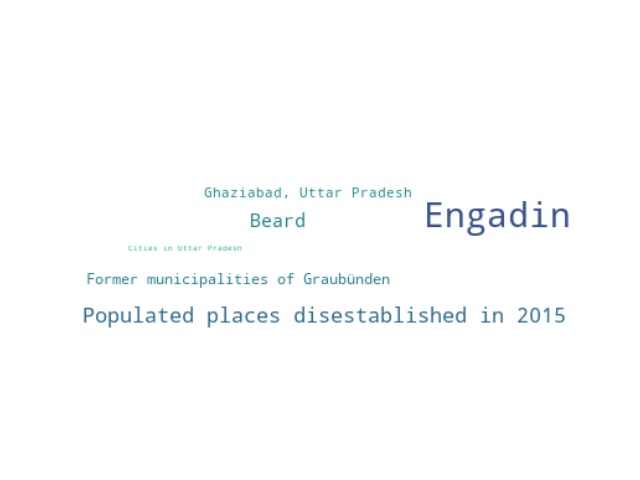 Ghaziabad, Uttar Pradesh
Engadin
Beard
Cities in Uttar Pradesh
Former municipalities of Graubünden
Populated places disestablished in 2015